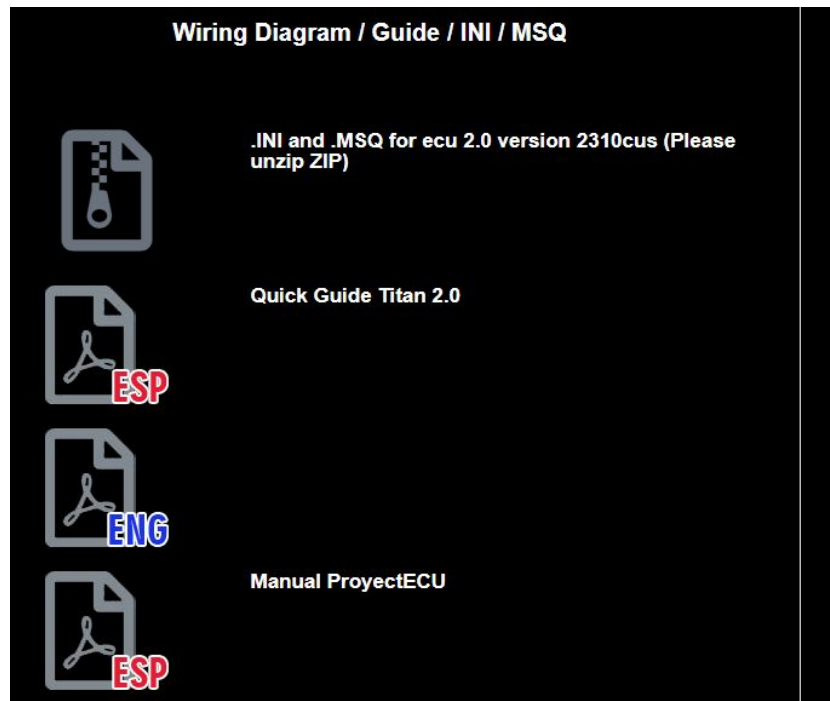 Wiring Diagram / Guide / INI / MSQ
.INI and .MSQ for ecu 2.0 version 2310cus (Please
unzip ZIP)
Quick Guide Titan 2.0
ESP
ENG
Manual ProyectECU
ESP